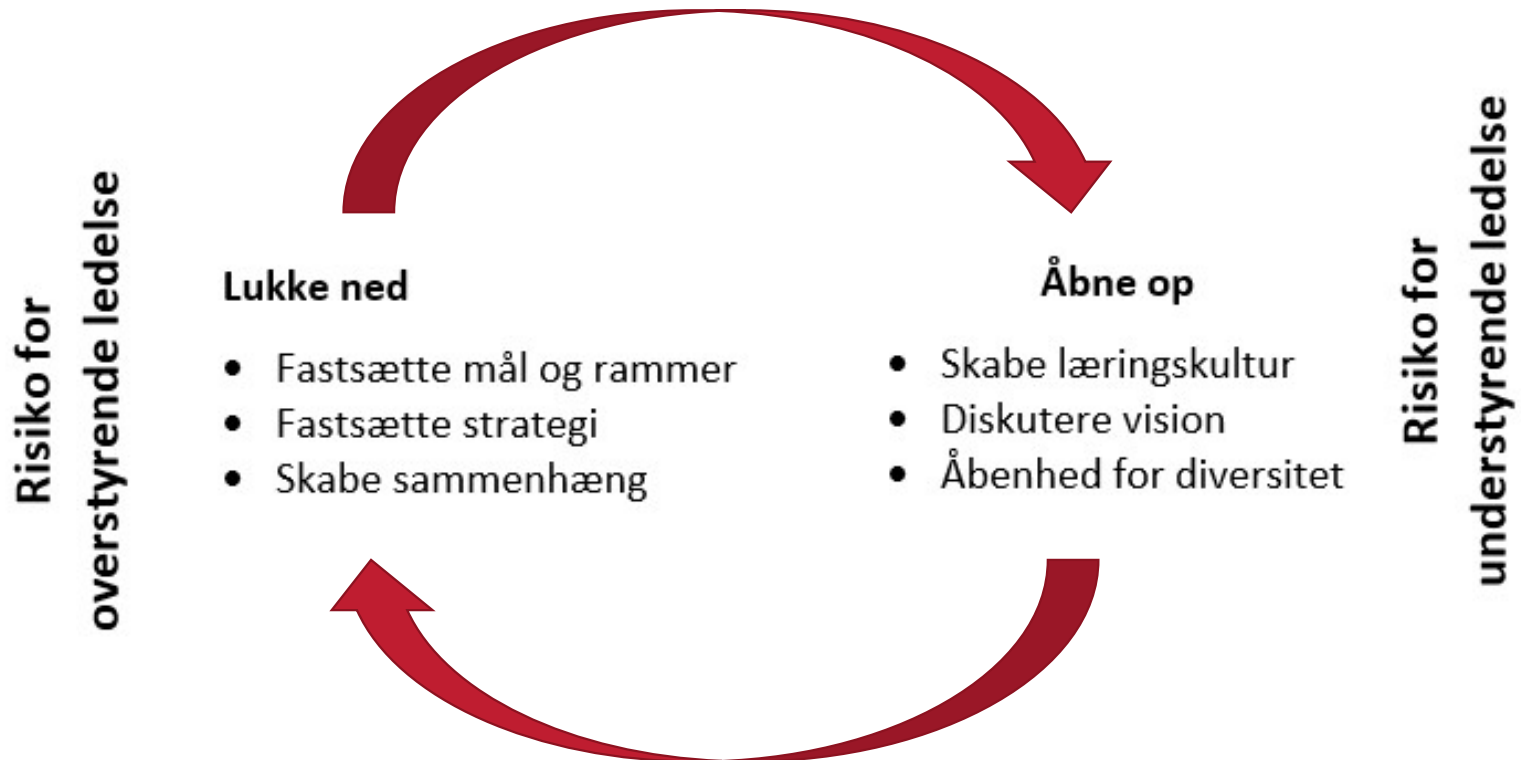 Risiko for
overstyrende ledelse
Lukke ned
• Fastsætte mål og rammer
• Fastsætte strategi
• Skabe sammenhæng
Åbne op
• Skabe læringskultur
• Diskutere vision
• Åbenhed for diversitet
Risiko for
understyrende ledelse